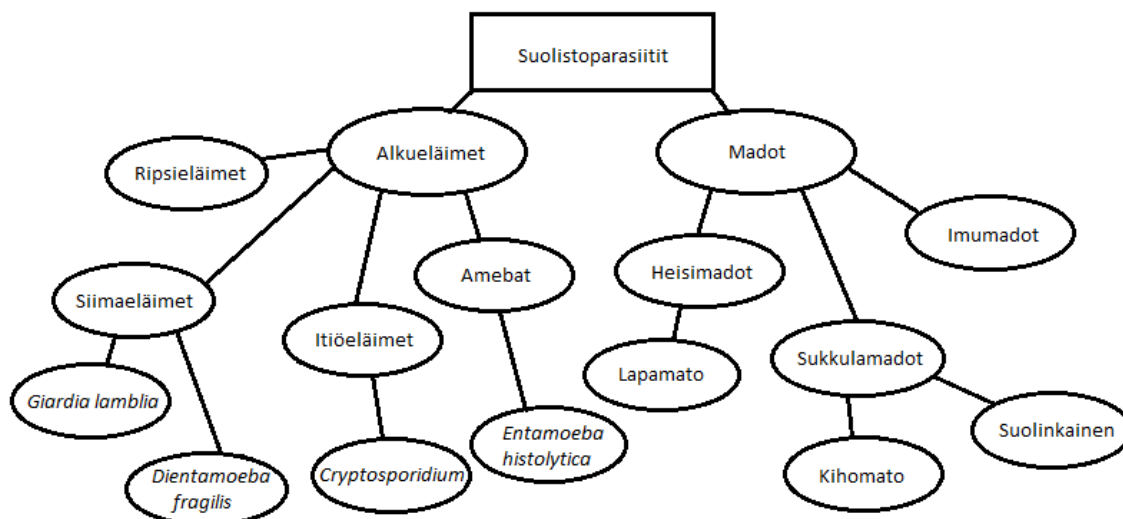 Suolistoparasiitit
Alkueläimet
Madot
Ripsieläimet
Imumadot
Heisimadot
Amebat
Siimaeläimet
Itiöeläimet
Sukkulamadot
Lapamato
Giardia lamblia
Suolinkainen
Entamoeba
histolytica
Cryptosporidium
Kihomato
Dientamoeba
fragilis